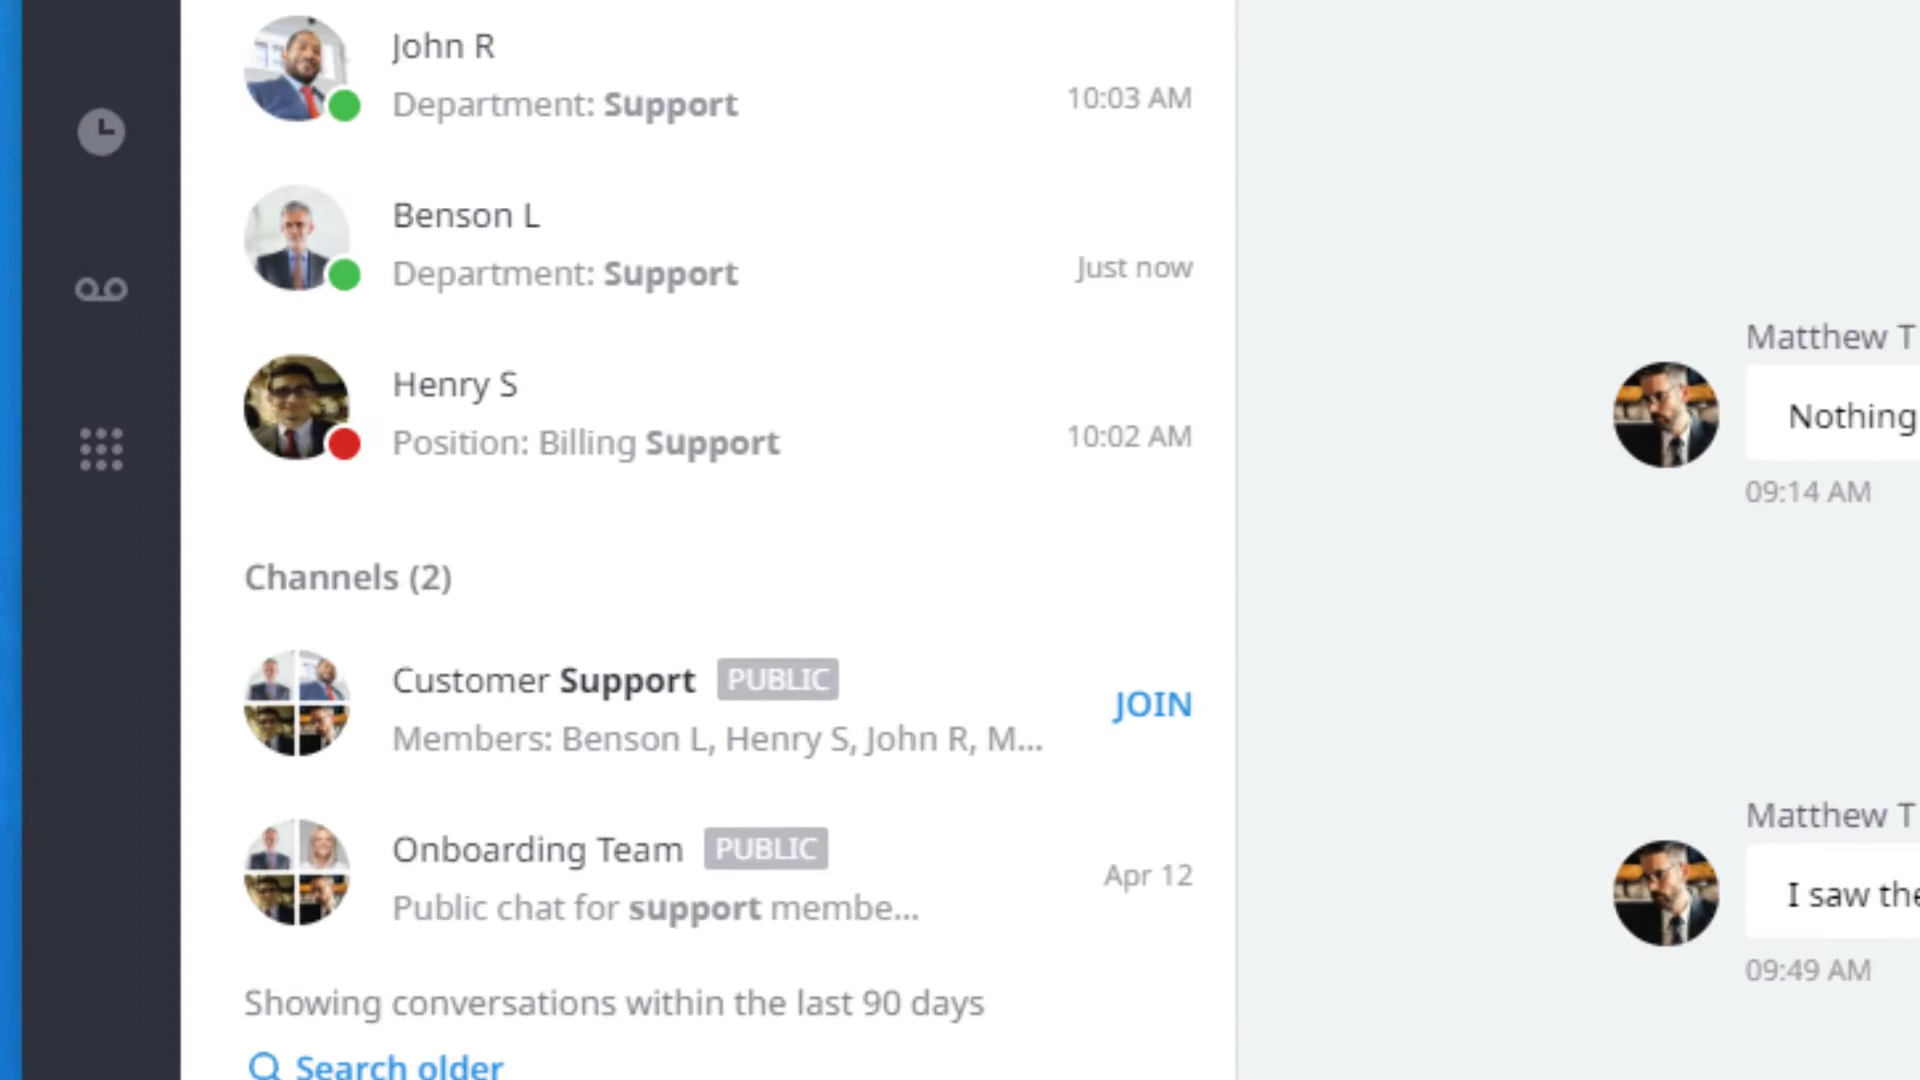 John R
Department: Support
10:03 AM
Benson L
Department: Support
Just now
Henry S
Position: Billing Support
10:02 AM
Channels (2)
Customer Support PUBLIC
JOIN
Members: Benson L, Henry S, John R, M...
Onboarding Team PUBLIC
Apr 12
Public chat for support membe...
Showing conversations within the last 90 days
Search older
Matthew T
Nothing
09:14 AM
Matthew T
I saw the
09:49 AM